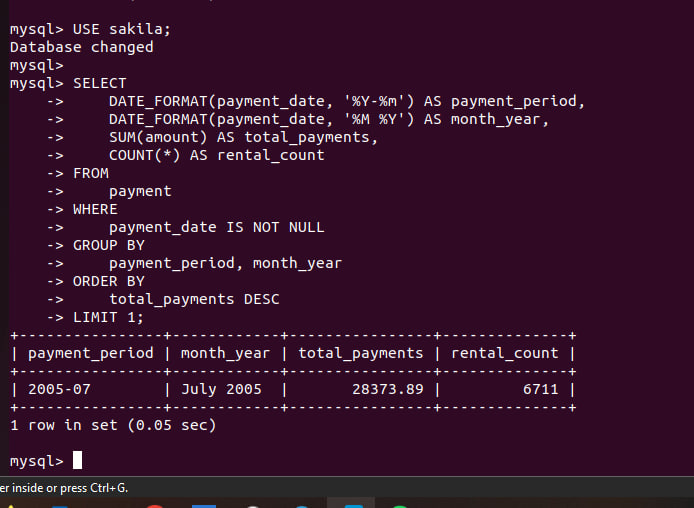 mysql> USE sakila;
Database changed
mysql>
mysql> SELECT
    ->     DATE_FORMAT(payment_date, '%Y-%m') AS payment_period,
    ->     DATE_FORMAT(payment_date, '%M %Y') AS month_year,
    ->     SUM(amount) AS total_payments,
    ->     COUNT(*) AS rental_count
    -> FROM
    ->     payment
    -> WHERE
    ->     payment_date IS NOT NULL
    -> GROUP BY
    ->     payment_period, month_year
    -> ORDER BY
    ->     total_payments DESC
    -> LIMIT 1;
+----------------+------------+----------------+--------------+
| payment_period | month_year | total_payments | rental_count |
+----------------+------------+----------------+--------------+
| 2005-07        | July 2005  |       28373.89 |         6711 |
+----------------+------------+----------------+--------------+
1 row in set (0.05 sec)
mysql>
er inside or press Ctrl+G.